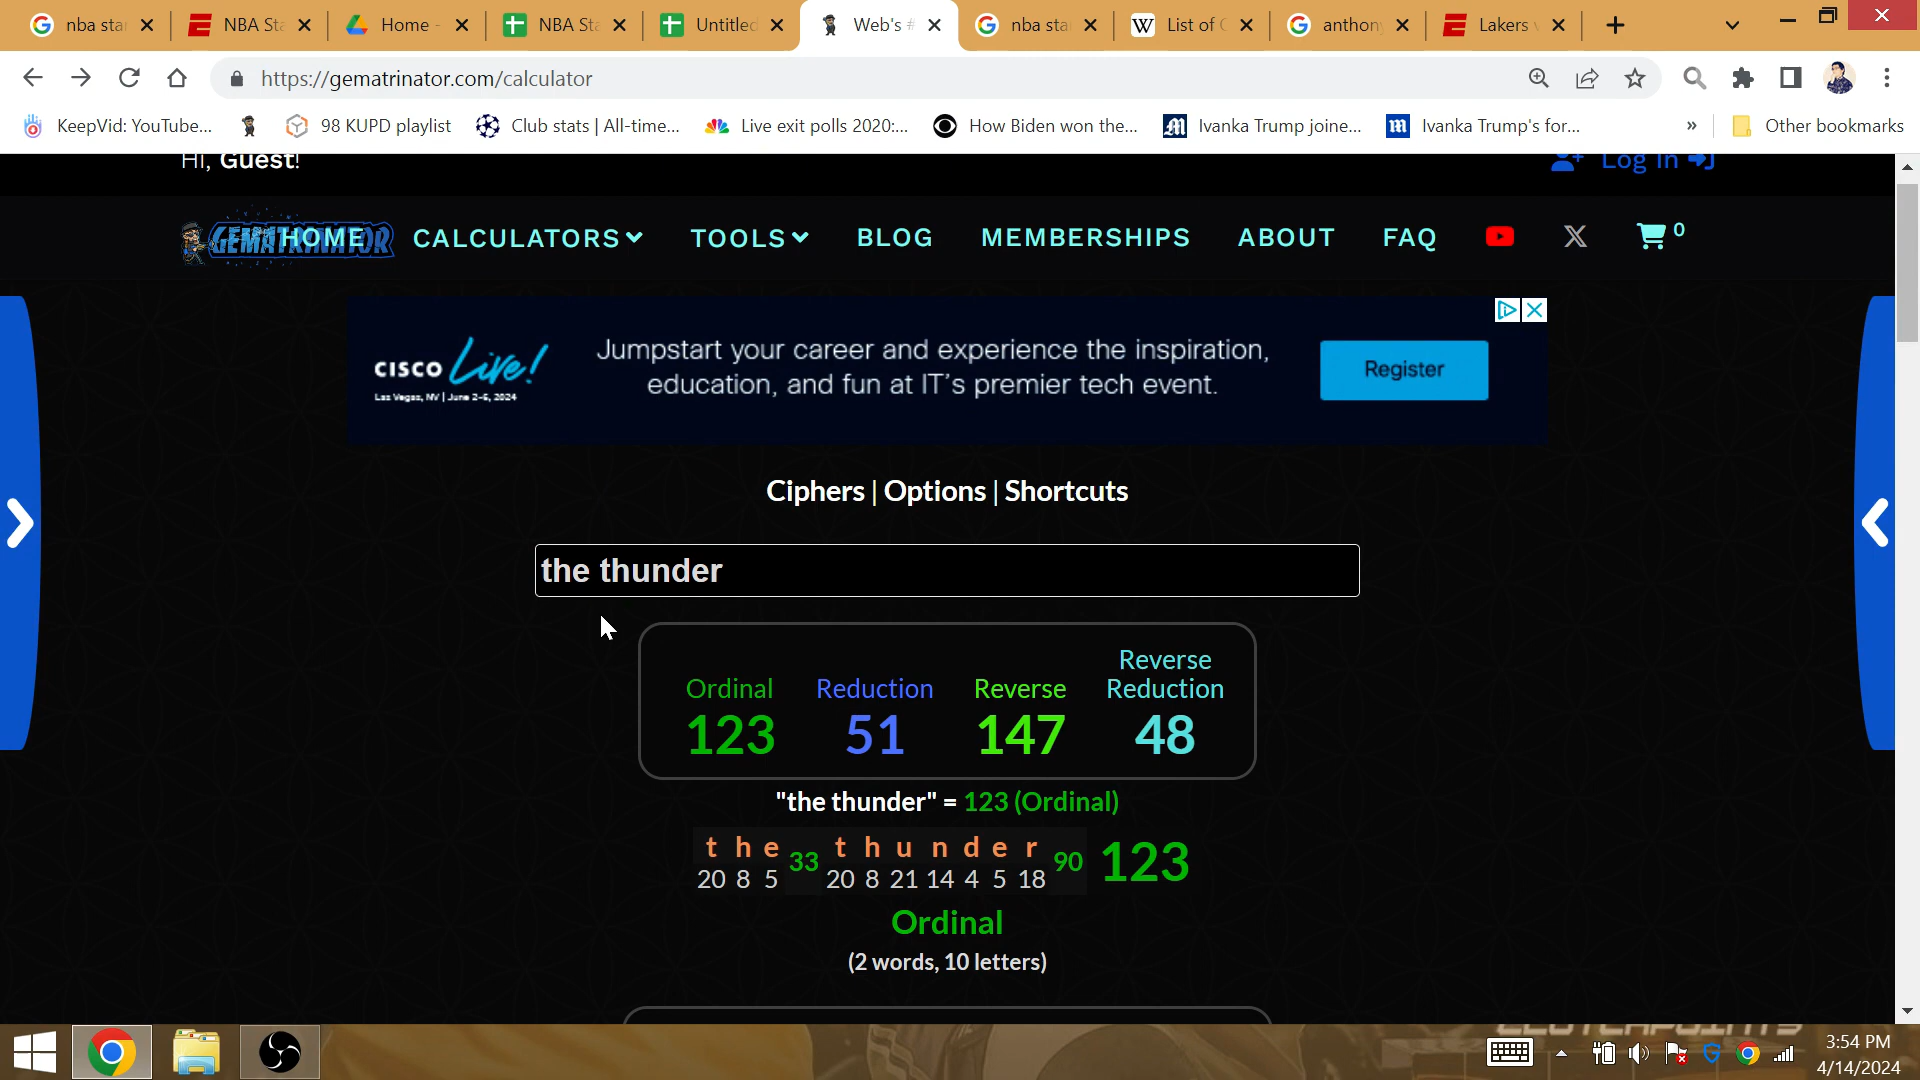 nba sta
NBA Sta
Home -
NBA Sta
Untitled
Web's #
nba sta
List of
anthon
Lakers
https://gematrinator.com/calculator
KeepVid: YouTube...
98 KUPD playlist
Club stats | All-time...
Live exit polls 2020:...
How Biden won the...
Ivanka Trump joine...
Ivanka Trump's for...
»
Other bookmarks
Hi, Guest!
Log In
GEMATRINATOR
HOME
CALCULATORS
TOOLS
BLOG
MEMBERSHIPS
ABOUT
FAQ
0
CISCO Live!
Las Vegas, NV | June 2-6, 2024
Jumpstart your career and experience the inspiration,
education, and fun at IT's premier tech event.
Register
Ciphers | Options | Shortcuts
the thunder
Ordinal Reduction Reverse Reverse Reduction
123 51 147 48
"the thunder" = 123 (Ordinal)
t h e 33 t h u n d e r 90 123
20 8 5 20 8 21 14 4 5 18
Ordinal
(2 words, 10 letters)
3:54 PM
4/14/2024